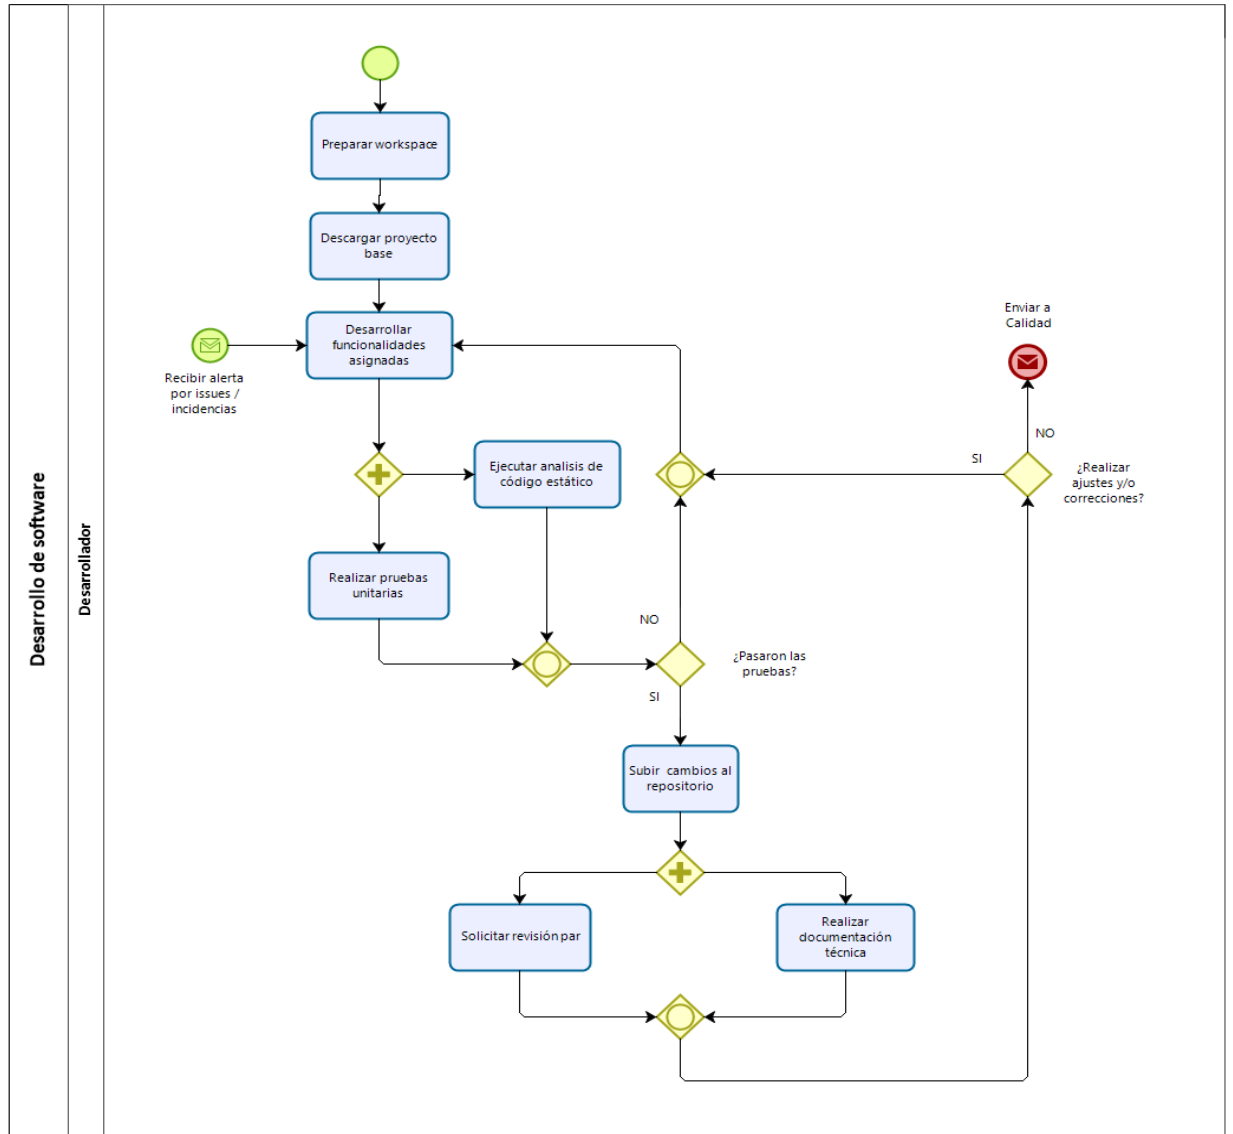 Desarrollo de software
Desarrollador
Preparar workspace
Descargar proyecto
base
Desarrollar
funcionalidades
asignadas
Recibir alerta
por issues /
incidencias
Enviar a
Calidad
NO
SI
¿Realizar
ajustes y/o
correcciones?
Ejecutar analisis de
código estático
Realizar pruebas
unitarias
NO
¿Pasaron las
pruebas?
SI
Subir cambios al
repositorio
Solicitar revisión par
Realizar
documentación
técnica